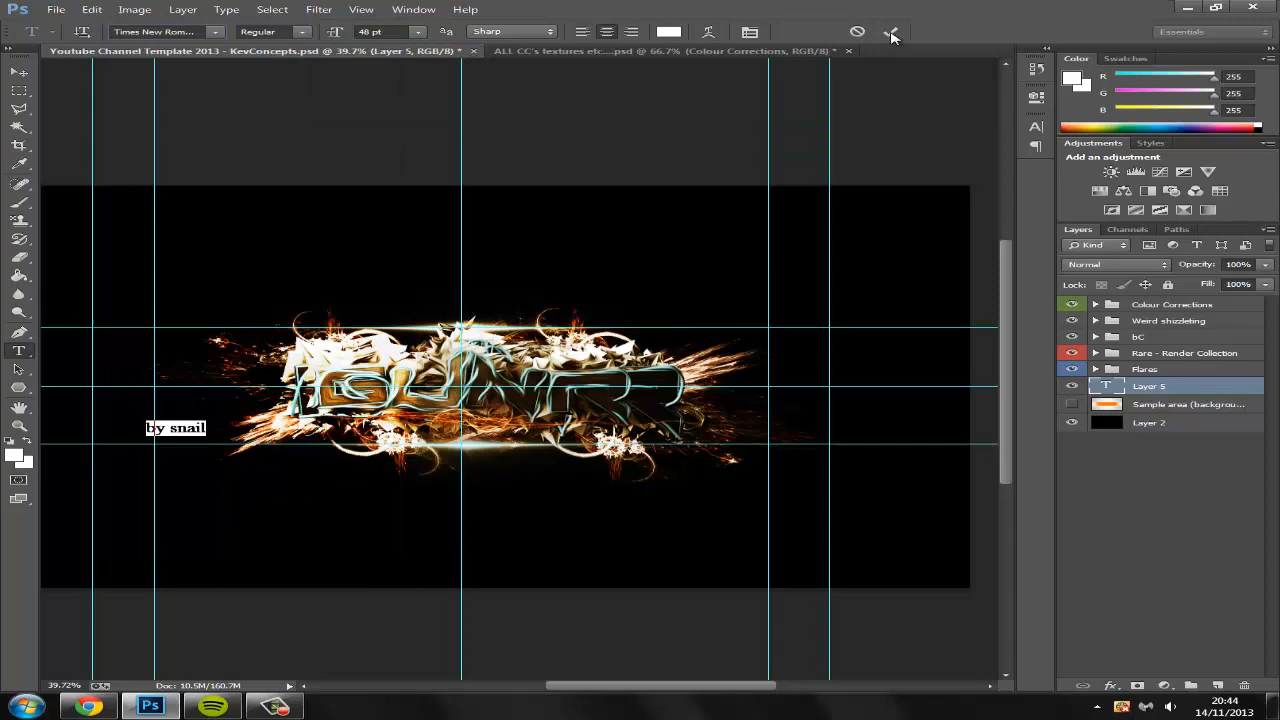 Ps File Edit Image Layer Type Select Filter View Window Help
T Times New Rom... Regular 48 pt Sharp Essentials
Youtube Channel Template 2013 - KevConcepts.psd @ 39.7% (Layer 5, RGB/8) * × ALL CC's textures etc....psd @ 66.7% (Colour Corrections, RGB/8) * ×
Color Swatches
R 255
G 255
B 255
Adjustments Styles
Add an adjustment
Layers Channels Paths
Kind
Normal Opacity: 100%
Lock: Fill: 100%
Colour Corrections
Weird shizzleting
bC
Rare - Render Collection
Flares
T Layer 5
Sample area (backgrou...
Layer 2
by snail
39.72% Doc: 10.5M/160.7M
Ps
20:44
14/11/2013